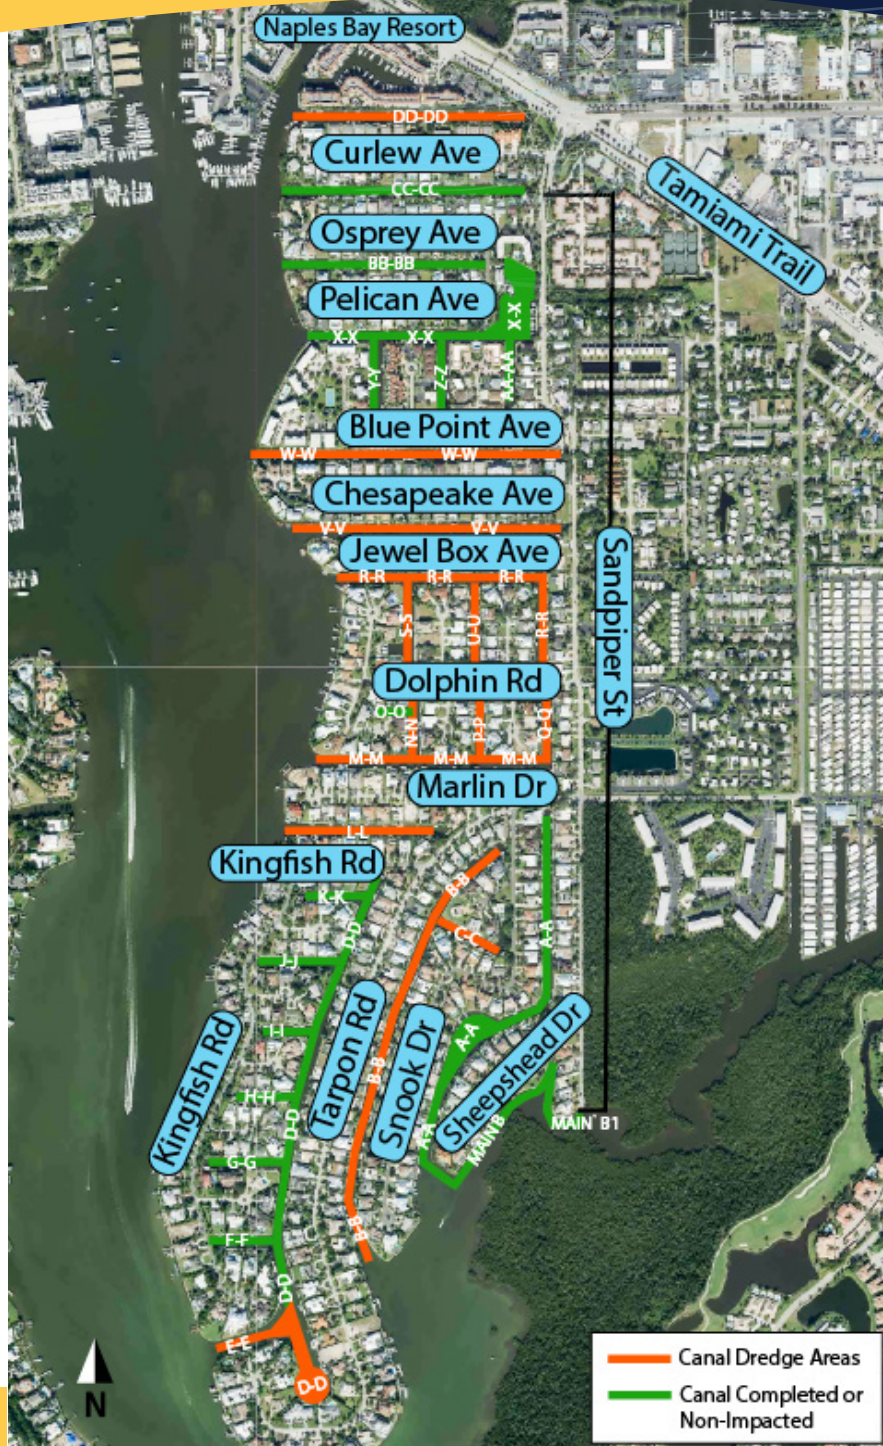 Naples Bay Resort
DD-DD
Curlew Ave
CC-CC
Tamiami Trail
Osprey Ave
BB-BB
Pelican Ave
X-X
X-X
X-X
Y-Y
Z-Z
AA-AA
Blue Point Ave
W-W
W-W
Chesapeake Ave
V-V
V-V
Jewel Box Ave
R-R
R-R
R-R
S-S
U-U
R-R
Sandpiper St
Dolphin Rd
O-O
N-N
P-P
Q-Q
M-M
M-M
M-M
Marlin Dr
L-L
Kingfish Rd
B-B
K-K
D-D
C-C
A-A
J-J
I-I
A-A
Kingfish Rd
Tarpon Rd
B-B
Snook Dr
Sheepshead Dr
H-H
D-D
A-A
MAIN B
MAIN B1
G-G
F-F
B-B
D-D
E-E
D-D
N
Canal Dredge Areas
Canal Completed or
Non-Impacted